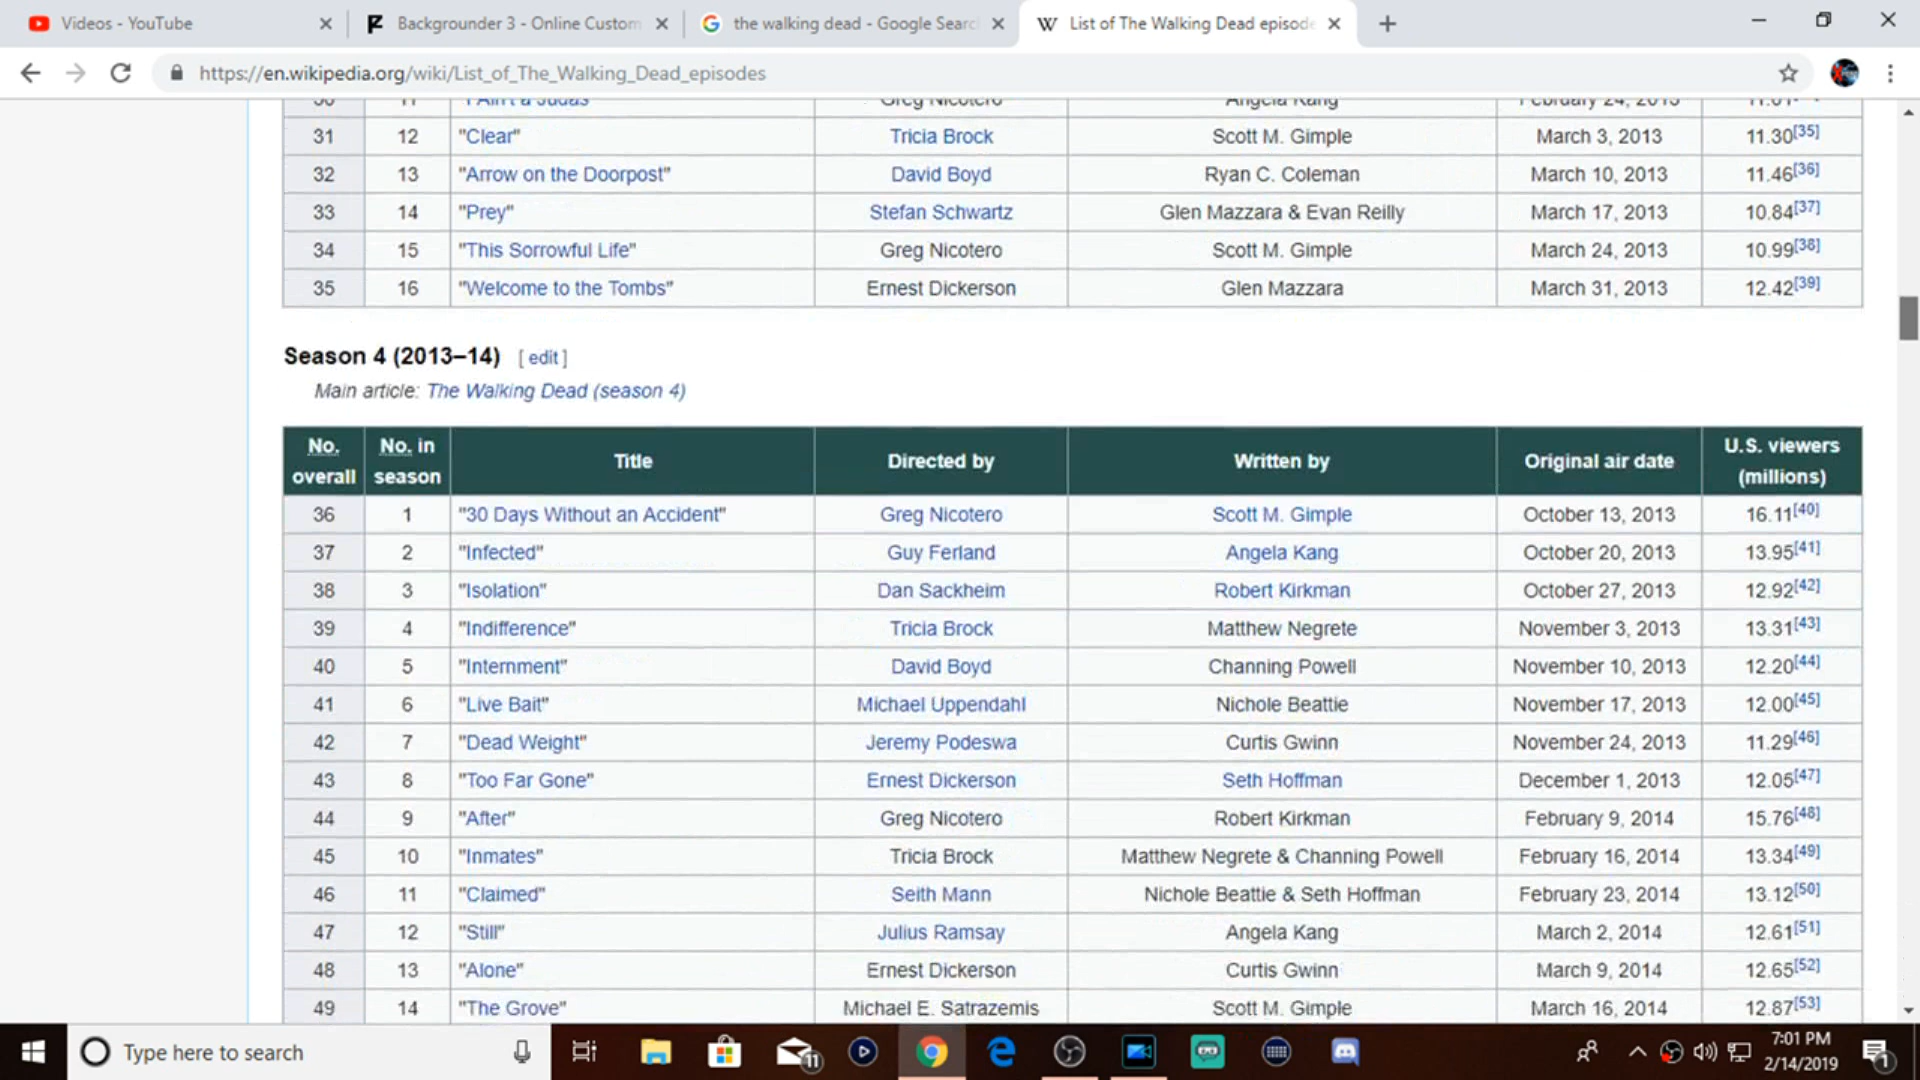 Videos - YouTube
Backgrounder 3 - Online Custom
the walking dead - Google Searc
List of The Walking Dead episode
https://en.wikipedia.org/wiki/List_of_The_Walking_Dead_episodes
30 11 "I Ain't a Judas" Greg Nicotero Angela Kang February 24, 2013 11.01
31 12 "Clear" Tricia Brock Scott M. Gimple March 3, 2013 11.30[35]
32 13 "Arrow on the Doorpost" David Boyd Ryan C. Coleman March 10, 2013 11.46[36]
33 14 "Prey" Stefan Schwartz Glen Mazzara & Evan Reilly March 17, 2013 10.84[37]
34 15 "This Sorrowful Life" Greg Nicotero Scott M. Gimple March 24, 2013 10.99[38]
35 16 "Welcome to the Tombs" Ernest Dickerson Glen Mazzara March 31, 2013 12.42[39]
Season 4 (2013–14) [ edit ]
Main article: The Walking Dead (season 4)
No. overall No. in season Title Directed by Written by Original air date U.S. viewers (millions)
36 1 "30 Days Without an Accident" Greg Nicotero Scott M. Gimple October 13, 2013 16.11[40]
37 2 "Infected" Guy Ferland Angela Kang October 20, 2013 13.95[41]
38 3 "Isolation" Dan Sackheim Robert Kirkman October 27, 2013 12.92[42]
39 4 "Indifference" Tricia Brock Matthew Negrete November 3, 2013 13.31[43]
40 5 "Internment" David Boyd Channing Powell November 10, 2013 12.20[44]
41 6 "Live Bait" Michael Uppendahl Nichole Beattie November 17, 2013 12.00[45]
42 7 "Dead Weight" Jeremy Podeswa Curtis Gwinn November 24, 2013 11.29[46]
43 8 "Too Far Gone" Ernest Dickerson Seth Hoffman December 1, 2013 12.05[47]
44 9 "After" Greg Nicotero Robert Kirkman February 9, 2014 15.76[48]
45 10 "Inmates" Tricia Brock Matthew Negrete & Channing Powell February 16, 2014 13.34[49]
46 11 "Claimed" Seith Mann Nichole Beattie & Seth Hoffman February 23, 2014 13.12[50]
47 12 "Still" Julius Ramsay Angela Kang March 2, 2014 12.61[51]
48 13 "Alone" Ernest Dickerson Curtis Gwinn March 9, 2014 12.65[52]
49 14 "The Grove" Michael E. Satrazemis Scott M. Gimple March 16, 2014 12.87[53]
Type here to search
11
7:01 PM
2/14/2019
1